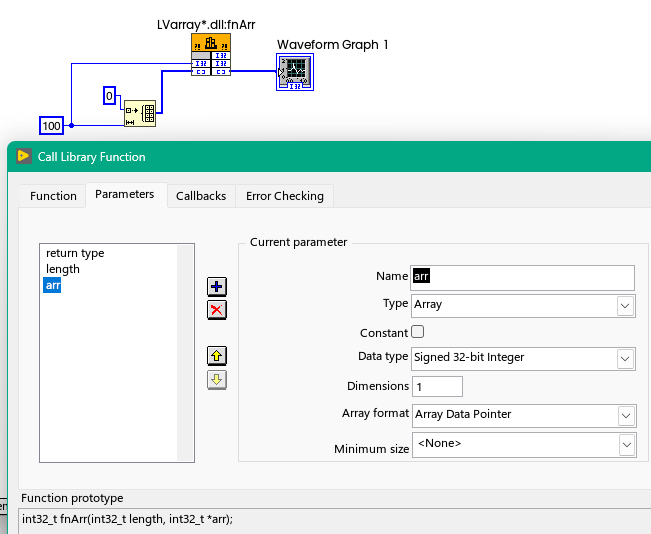 LVarray*.dll:fnArr
Waveform Graph 1
I32
I32 I32
I32
0
100
Call Library Function
Function Parameters Callbacks Error Checking
return type
length
arr
Current parameter
Name arr
Type Array
Constant
Data type Signed 32-bit Integer
Dimensions 1
Array format Array Data Pointer
Minimum size <None>
Function prototype
int32_t fnArr(int32_t length, int32_t *arr);